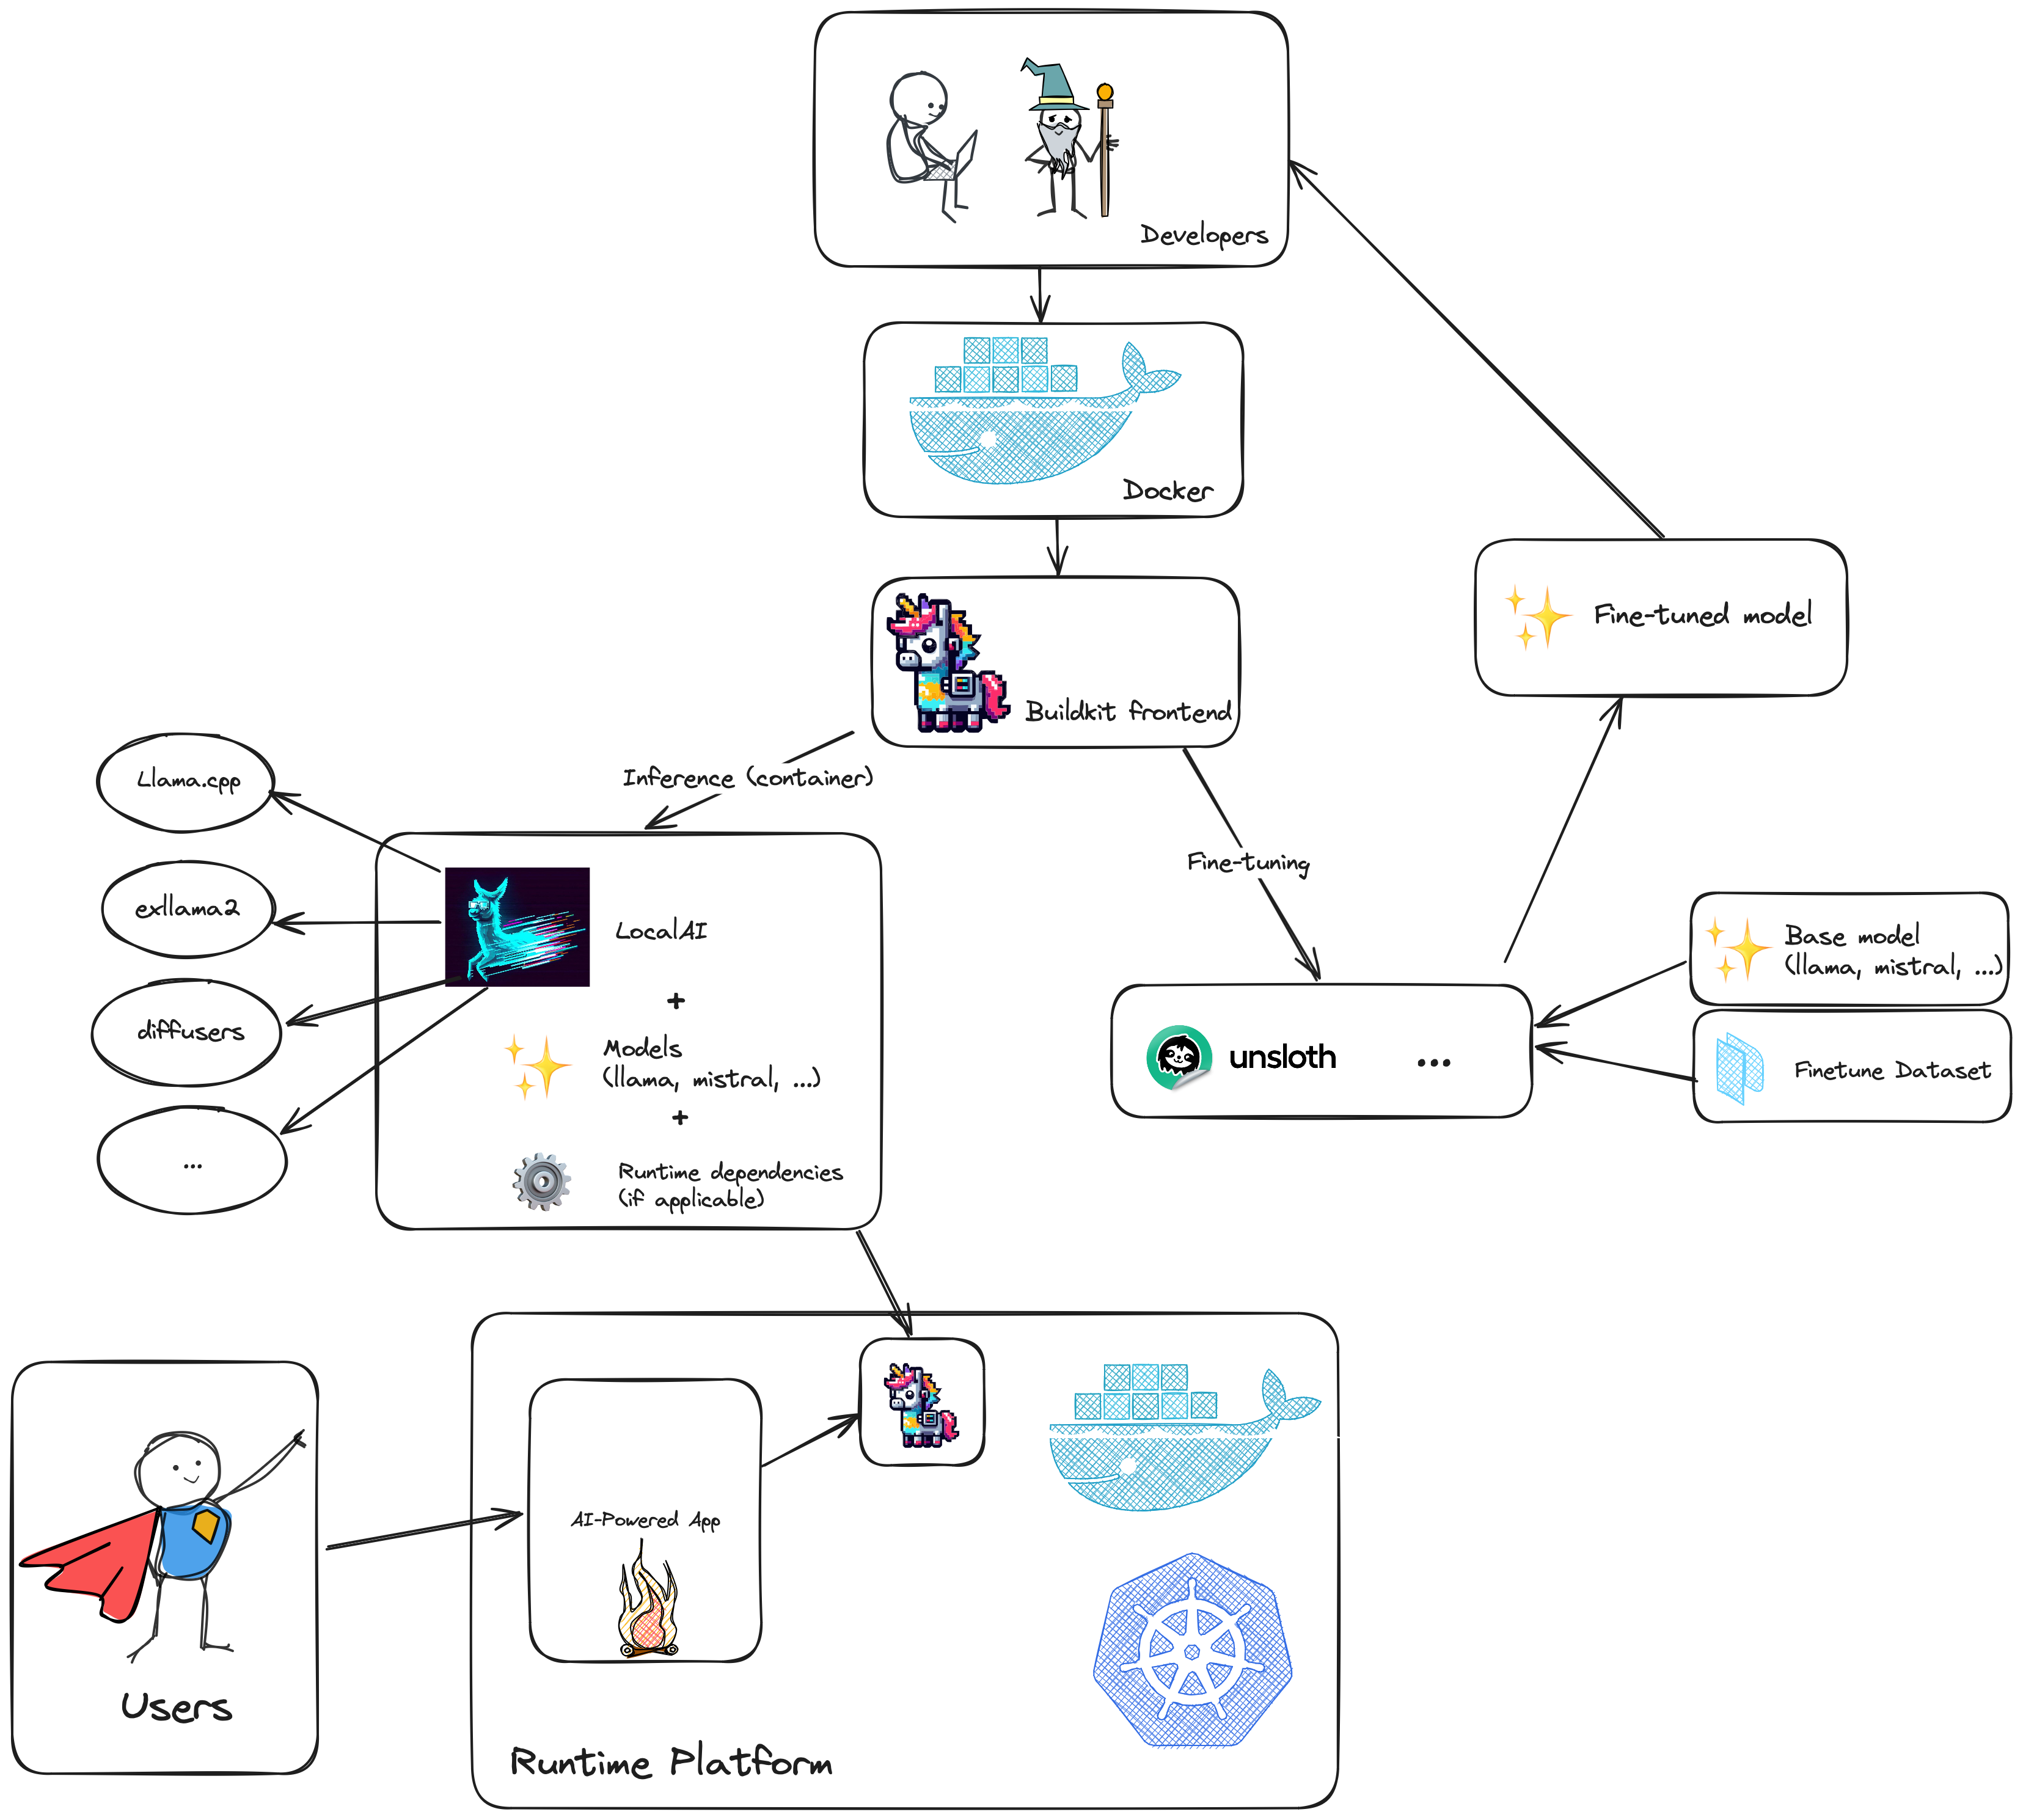 Developers
Docker
Buildkit frontend
Fine-tuned model
Inference (container)
Fine-tuning
Llama.cpp
exllama2
diffusers
...
LocalAI
+
Models
(llama, mistral, ...)
+
Runtime dependencies
(if applicable)
unsloth
...
Base model
(llama, mistral, ...)
Finetune Dataset
AI-Powered App
Users
Runtime Platform